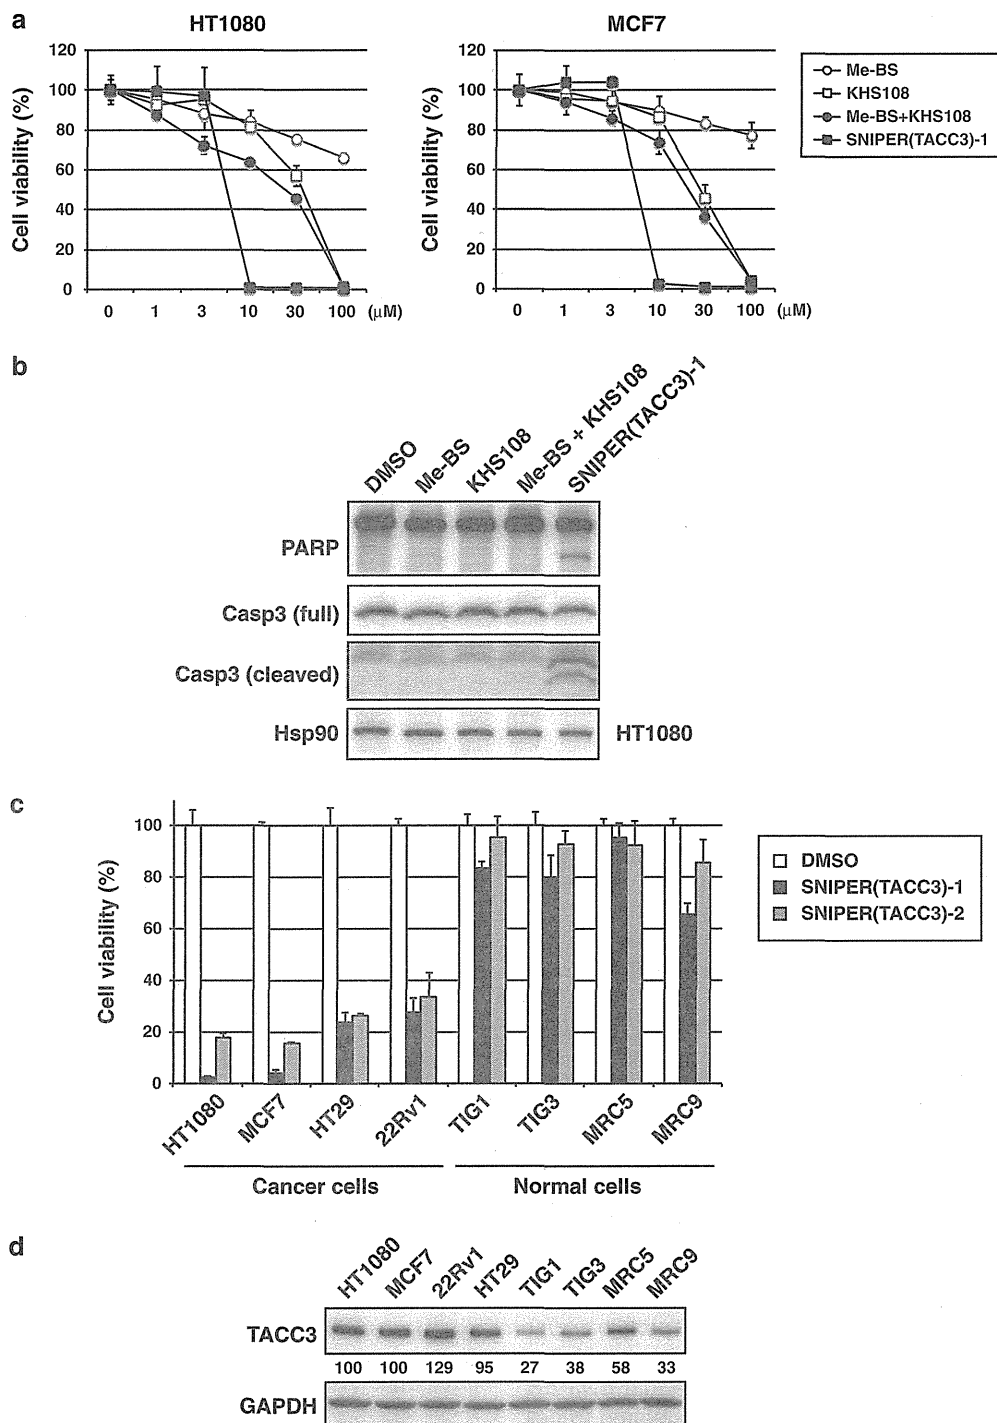 a
HT1080
MCF7
Cell viability (%)
120
100
80
60
40
20
0
0 1 3 10 30 100 (μM)
Cell viability (%)
120
100
80
60
40
20
0
0 1 3 10 30 100 (μM)
Me-BS
KHS108
Me-BS+KHS108
SNIPER(TACC3)-1
b
DMSO
Me-BS
KHS108
Me-BS + KHS108
SNIPER(TACC3)-1
PARP
Casp3 (full)
Casp3 (cleaved)
Hsp90
HT1080
c
Cell viability (%)
100
80
60
40
20
0
DMSO
SNIPER(TACC3)-1
SNIPER(TACC3)-2
HT1080
MCF7
HT29
22Rv1
TIG1
TIG3
MRC5
MRC9
Cancer cells
Normal cells
d
HT1080
MCF7
22Rv1
HT29
TIG1
TIG3
MRC5
MRC9
TACC3
100 100 129 95 27 38 58 33
GAPDH